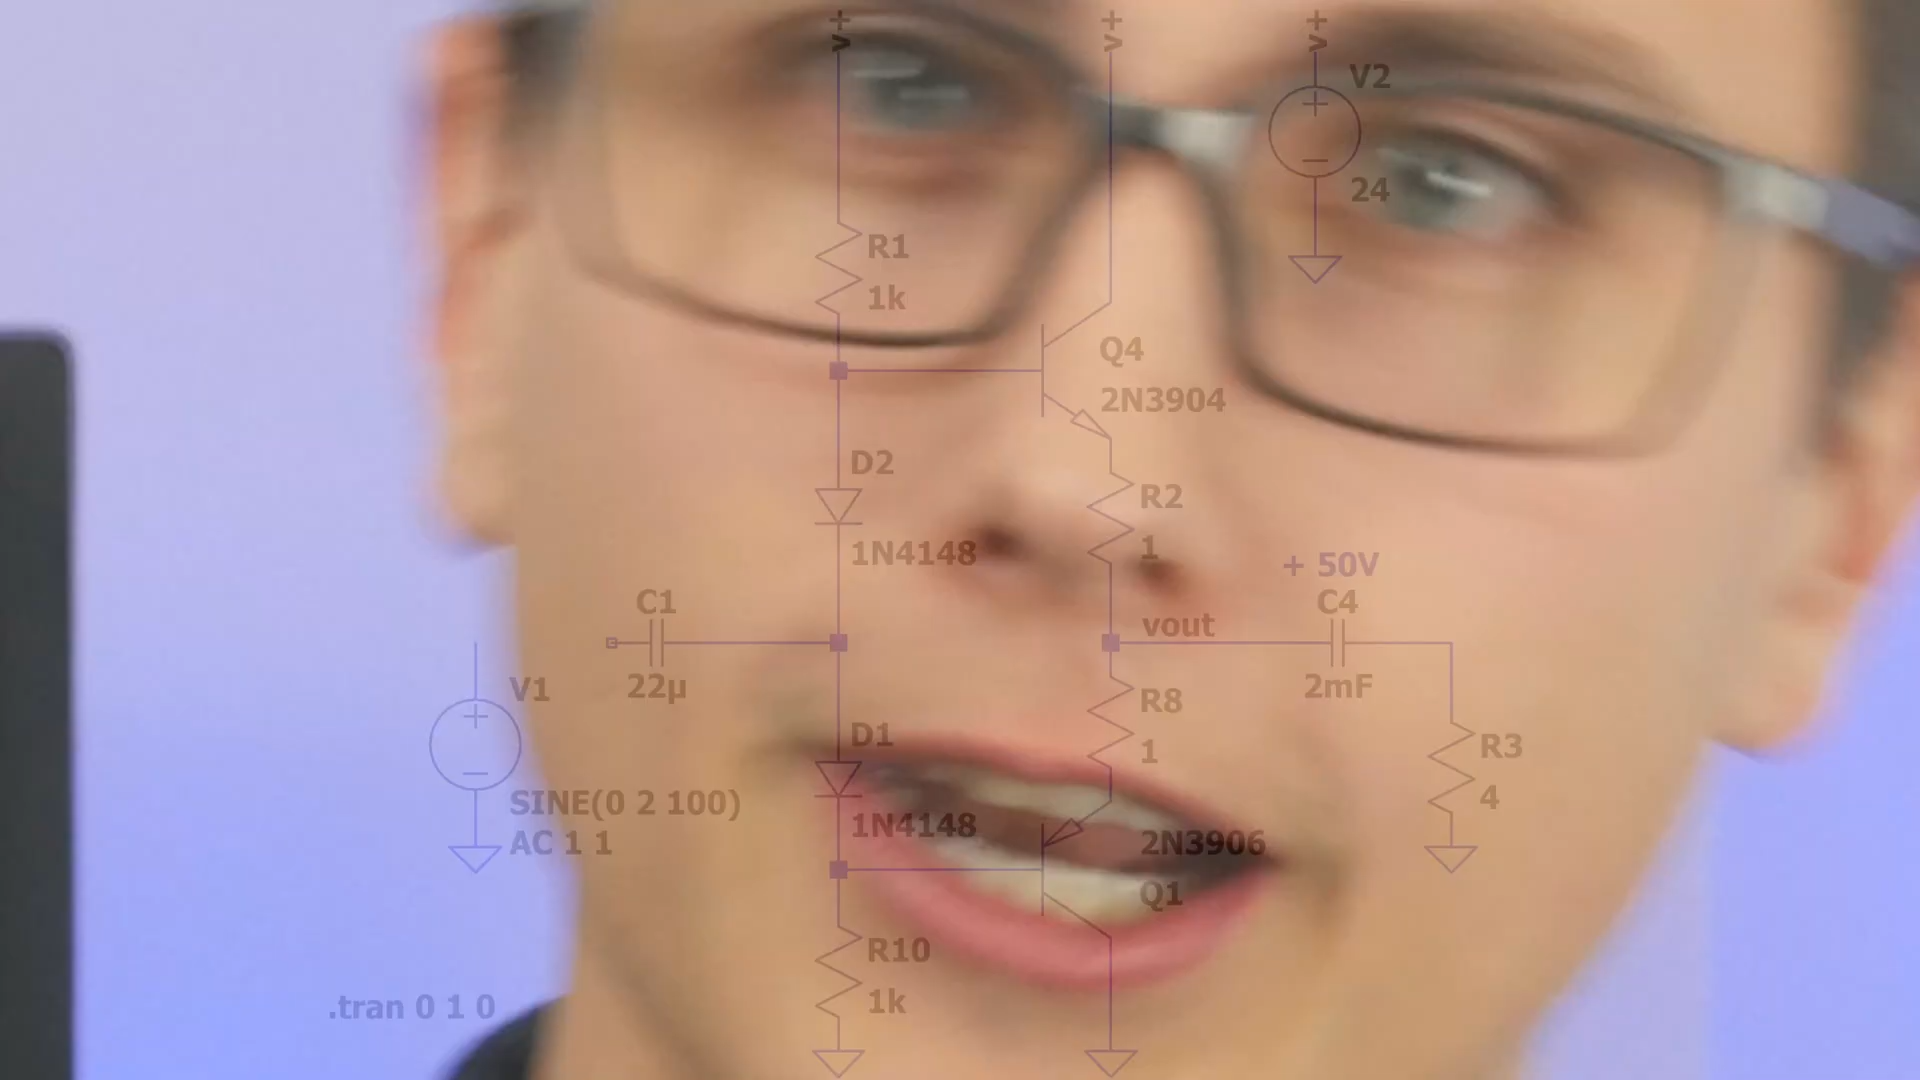 V+
V+
V+
V2
24
R1
1k
Q4
2N3904
D2
1N4148
R2
1
+ 50V
C4
2mF
vout
C1
22µ
V1
SINE(0 2 100)
AC 1 1
R8
1
D1
1N4148
2N3906
Q1
R3
4
R10
1k
.tran 0 1 0